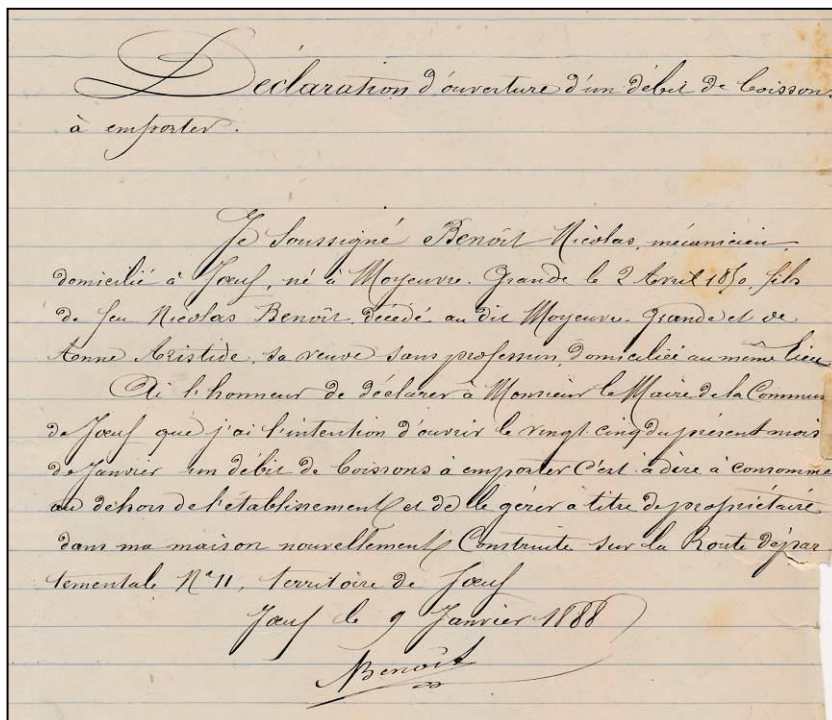 Déclaration d'ouverture d'un débit de boisson
à emporter.
Je soussigné Benoît Nicolas, mécanicien,
domicilié à Joeuf, né à Moyeuvre-Grande le 2 Avril 1850, fils
de feu Nicolas Benoît, décédé au dit Moyeuvre-Grande et de
Anne Aristide, sa veuve sans profession, domiciliée au même lieu
Ai l'honneur de déclarer à Monsieur le Maire de la Commun
de Joeuf que j'ai l'intention d'ouvrir le vingt-cinq du présent mois
de Janvier un débit de boissons à emporter C'est à dire à consomme
au dehors de l'établissement et de le gérer à titre de propriétaire
dans ma maison nouvellement Construite sur la Route dépar
tementale N° 11, territoire de Joeuf
Joeuf le 9 Janvier 1888
Benoît